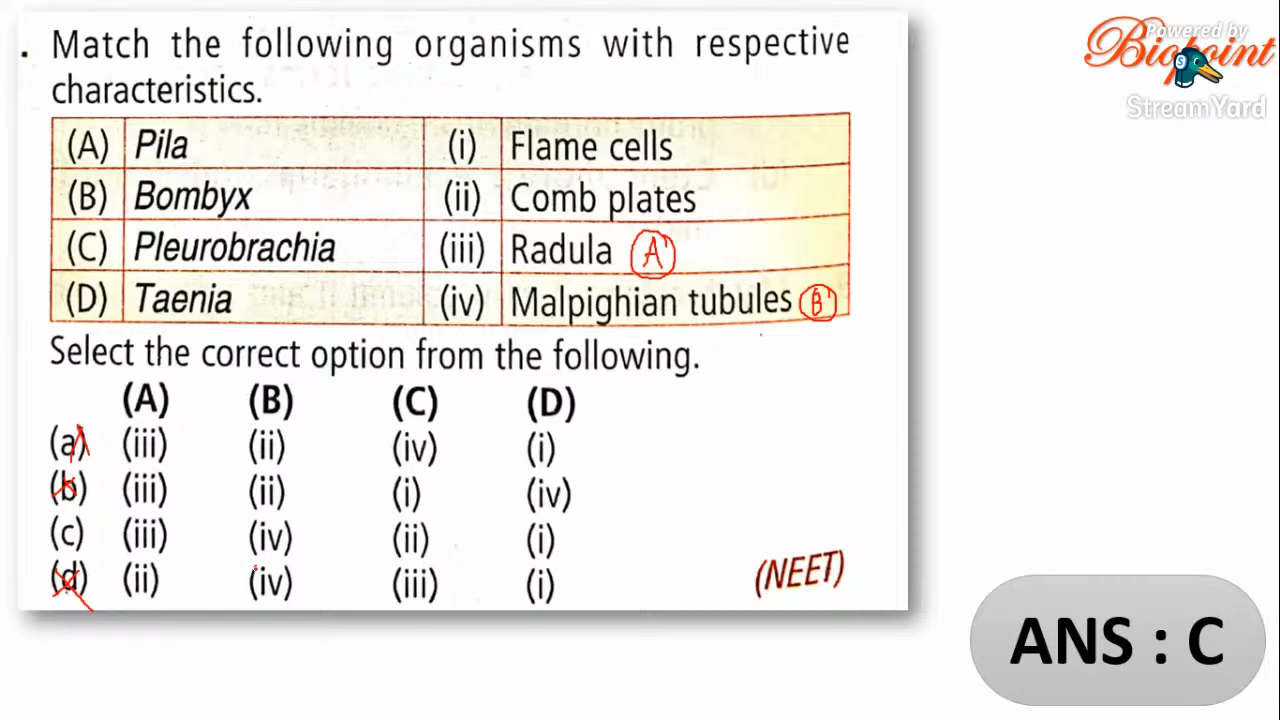 Powered by
Biopoint
StreamYard
. Match the following organisms with respective
characteristics.
(A) Pila (i) Flame cells
(B) Bombyx (ii) Comb plates
(C) Pleurobrachia (iii) Radula A'
(D) Taenia (iv) Malpighian tubules B'
Select the correct option from the following.
(A) (B) (C) (D)
(a) (iii) (ii) (iv) (i)
(b) (iii) (ii) (i) (iv)
(c) (iii) (iv) (ii) (i)
(d) (ii) (iv) (iii) (i)
(NEET)
ANS : C